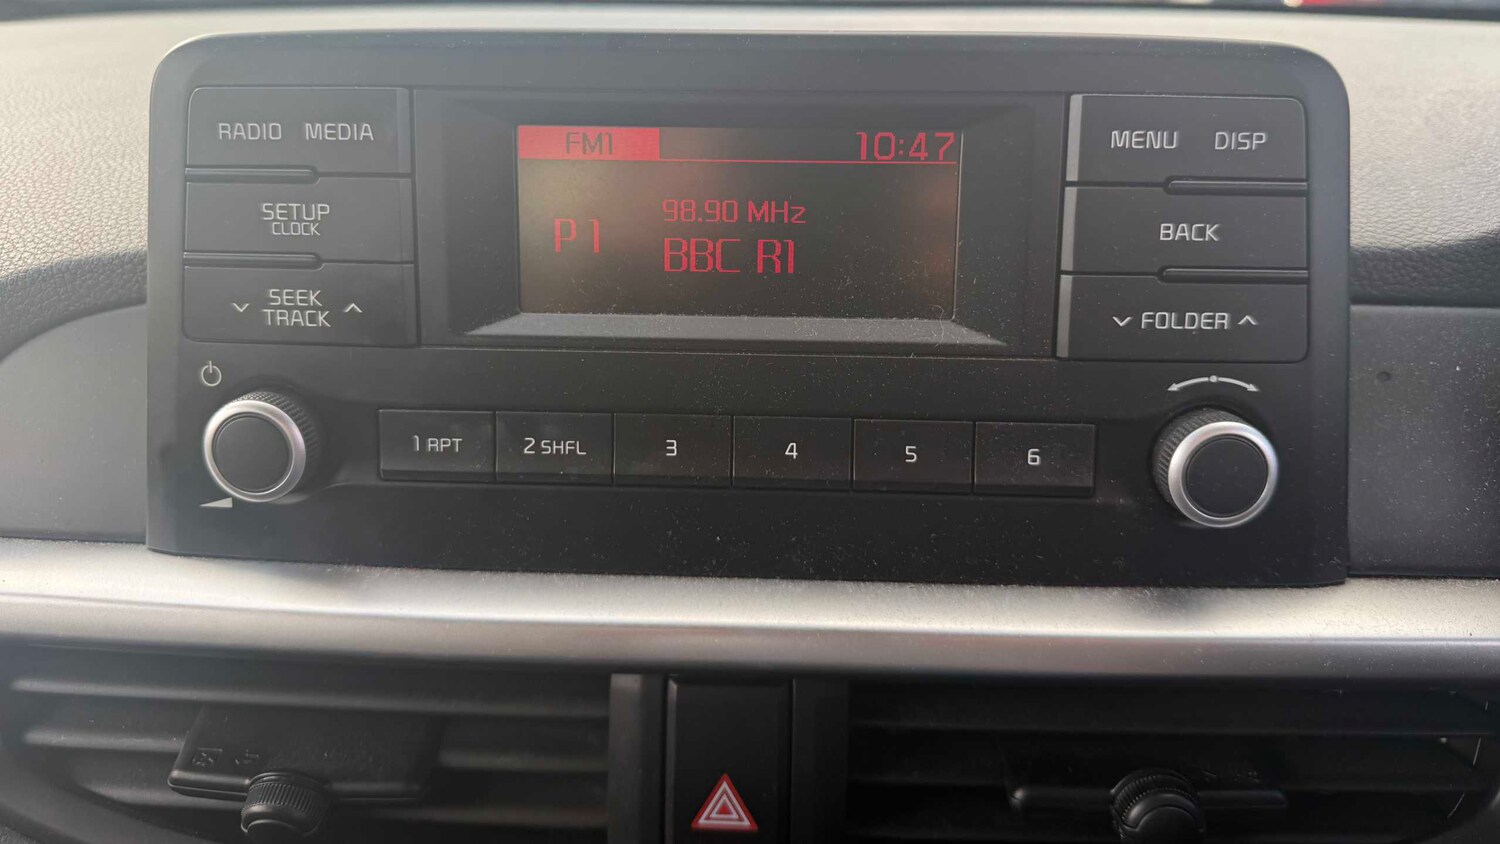 RADIO MEDIA
SETUP
CLOCK
SEEK
TRACK
FM1 10:47
P1
98.90 MHz
BBC R1
MENU DISP
BACK
FOLDER
1 RPT 2 SHFL 3 4 5 6